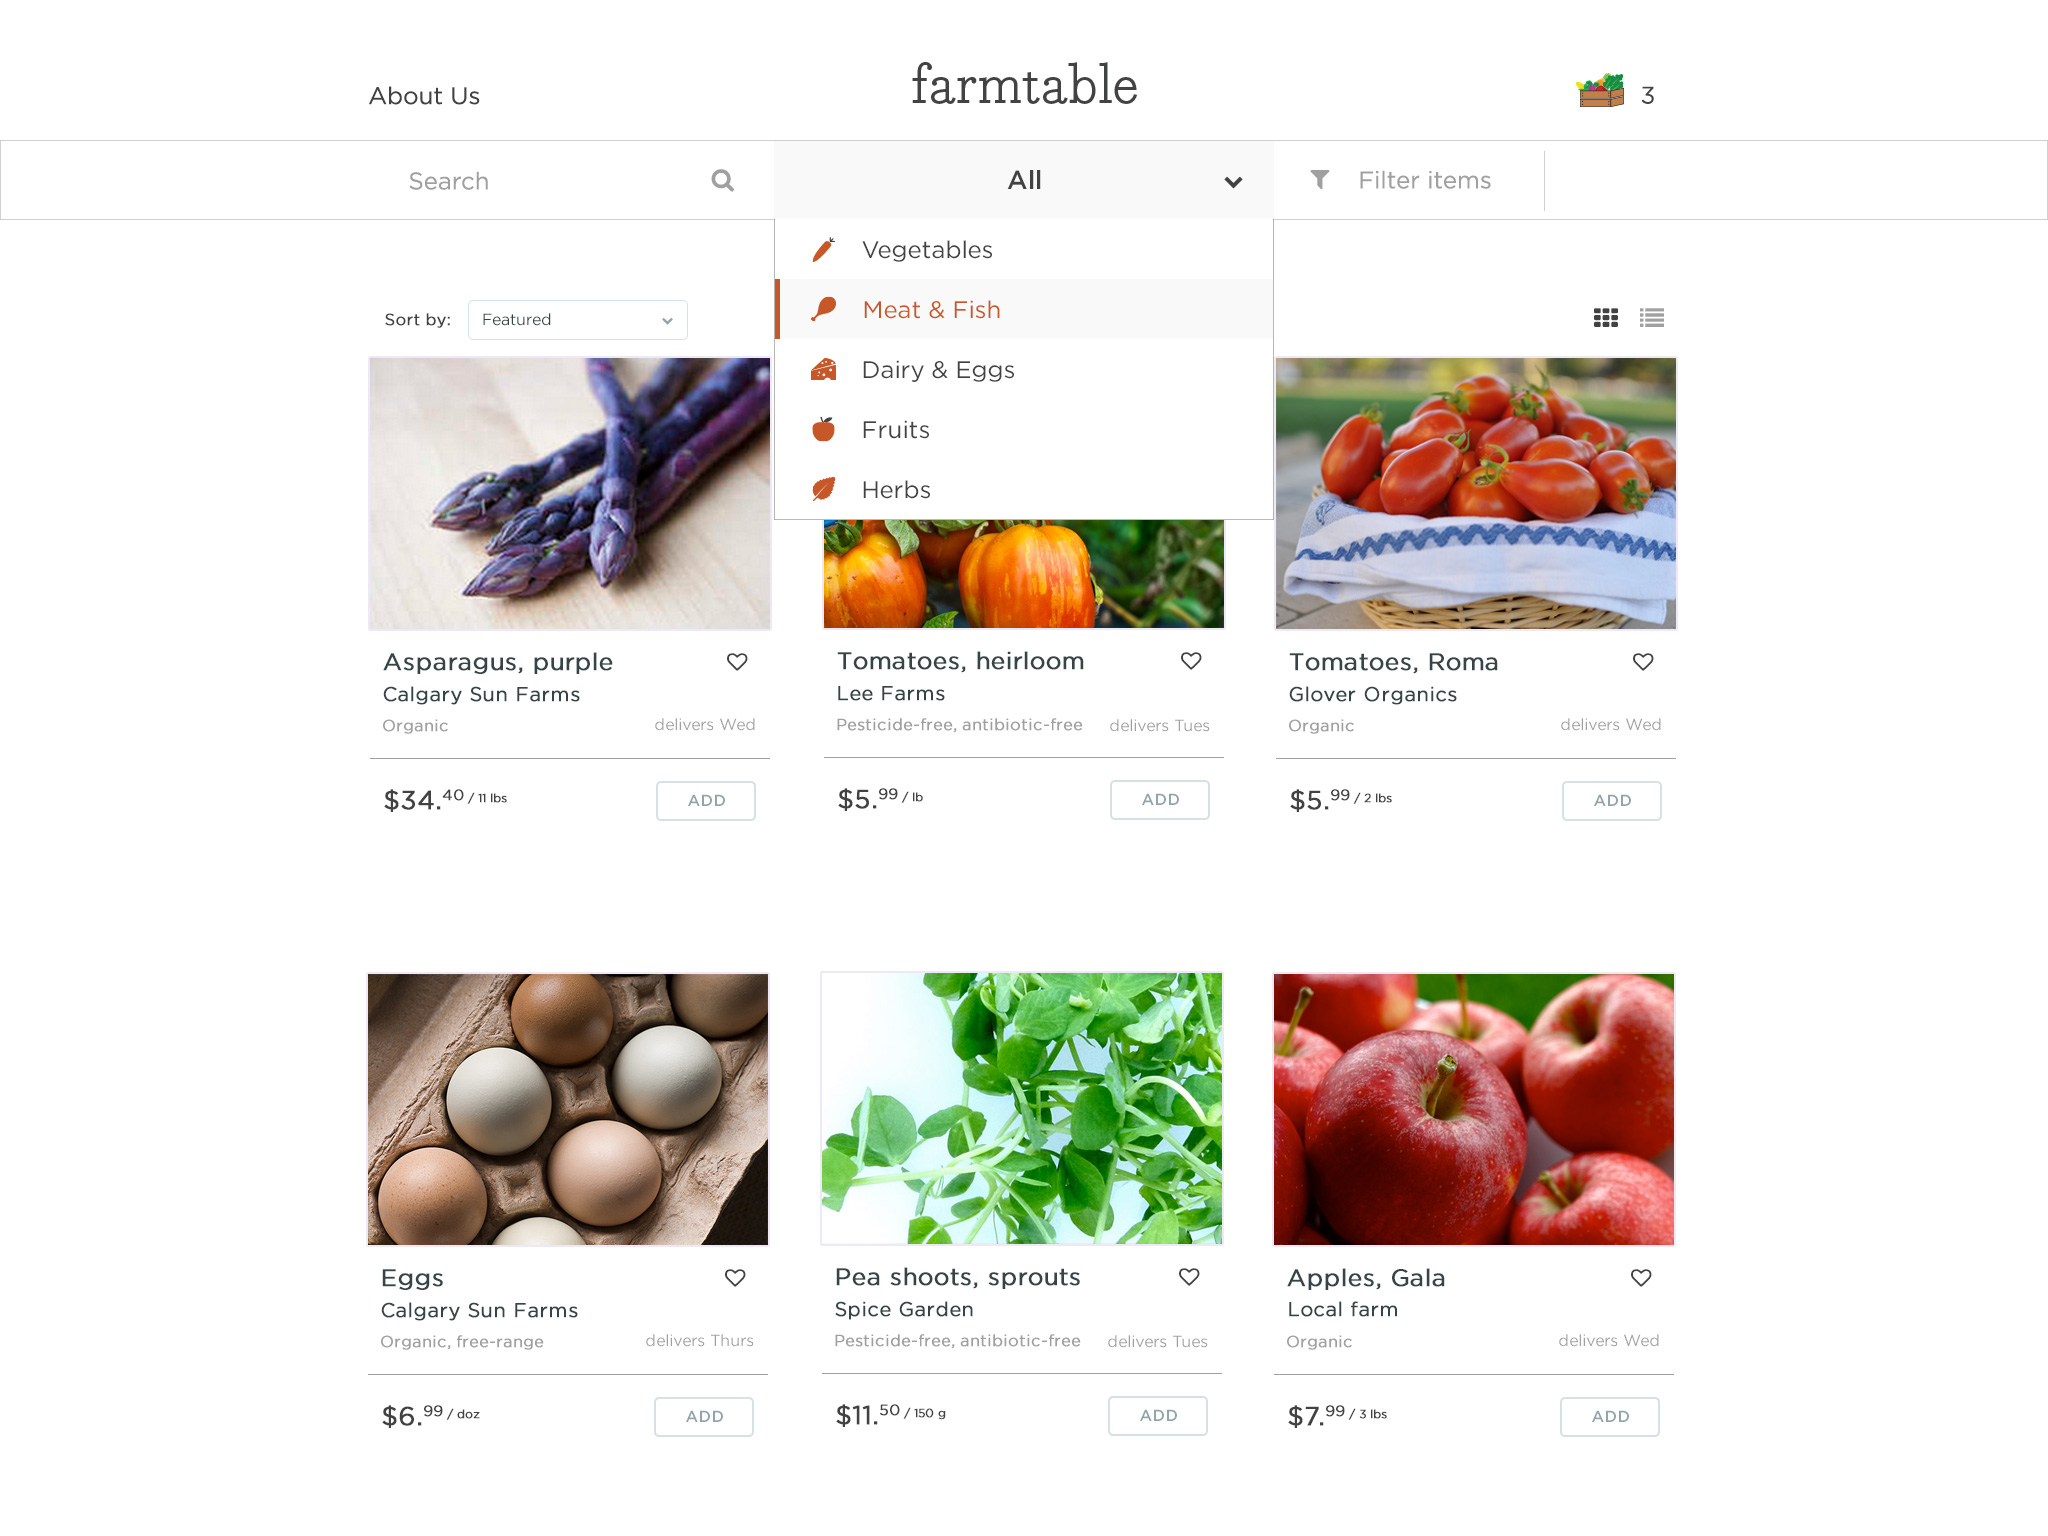 About Us
farmtable
3
Search
All
Filter items
Vegetables
Meat & Fish
Dairy & Eggs
Fruits
Herbs
Sort by:
Featured
Asparagus, purple
Calgary Sun Farms
Organic
delivers Wed
$34.40 / 11 lbs
ADD
Tomatoes, heirloom
Lee Farms
Pesticide-free, antibiotic-free
delivers Tues
$5.99 / lb
ADD
Tomatoes, Roma
Glover Organics
Organic
delivers Wed
$5.99 / 2 lbs
ADD
Eggs
Calgary Sun Farms
Organic, free-range
delivers Thurs
$6.99 / doz
ADD
Pea shoots, sprouts
Spice Garden
Pesticide-free, antibiotic-free
delivers Tues
$11.50 / 150 g
ADD
Apples, Gala
Local farm
Organic
delivers Wed
$7.99 / 3 lbs
ADD